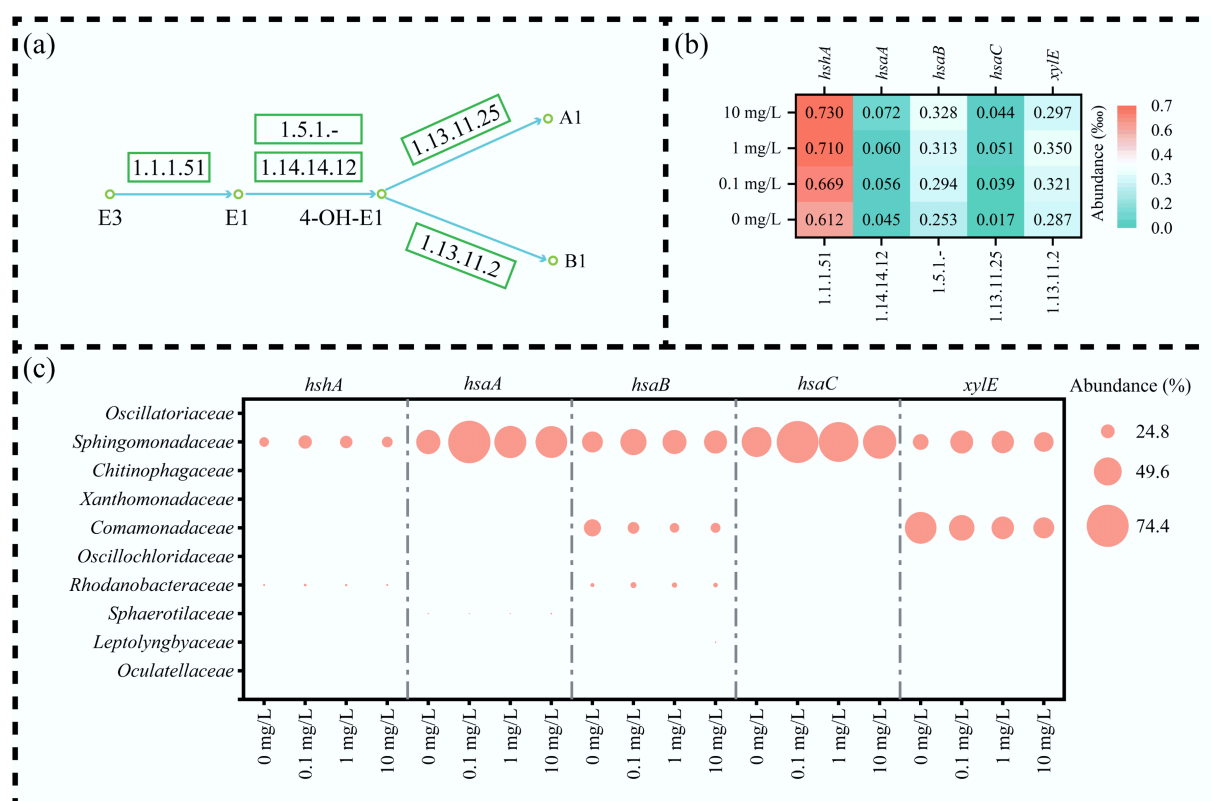 (a)
1.5.1.-
1.1.1.51
1.14.14.12
1.13.11.25
1.13.11.2
E3
E1
4-OH-E1
A1
B1
(b)
hshA
hsaA
hsaB
hsaC
xylE
10 mg/L 0.730 0.072 0.328 0.044 0.297
1 mg/L 0.710 0.060 0.313 0.051 0.350
0.1 mg/L 0.669 0.056 0.294 0.039 0.321
0 mg/L 0.612 0.045 0.253 0.017 0.287
1.1.1.51
1.14.14.12
1.5.1.-
1.13.11.25
1.13.11.2
Abundance (‱)
0.7
0.6
0.4
0.3
0.2
0.0
(c)
hshA hsaA hsaB hsaC xylE
Oscillatoriaceae
Sphingomonadaceae
Chitinophagaceae
Xanthomonadaceae
Comamonadaceae
Oscillochloridaceae
Rhodanobacteraceae
Sphaerotilaceae
Leptolyngbyaceae
Oculatellaceae
0 mg/L
0.1 mg/L
1 mg/L
10 mg/L
0 mg/L
0.1 mg/L
1 mg/L
10 mg/L
0 mg/L
0.1 mg/L
1 mg/L
10 mg/L
0 mg/L
0.1 mg/L
1 mg/L
10 mg/L
0 mg/L
0.1 mg/L
1 mg/L
10 mg/L
Abundance (%)
24.8
49.6
74.4